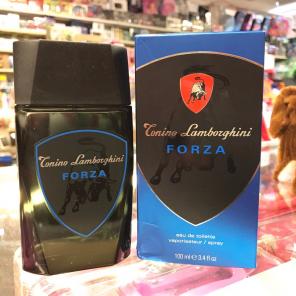 Tonino Lamborghini
FORZA
Tonino Lamborghini
FORZA
eau de toilette
vaporisateur / spray
100 ml ℮ 3.4 fl.oz